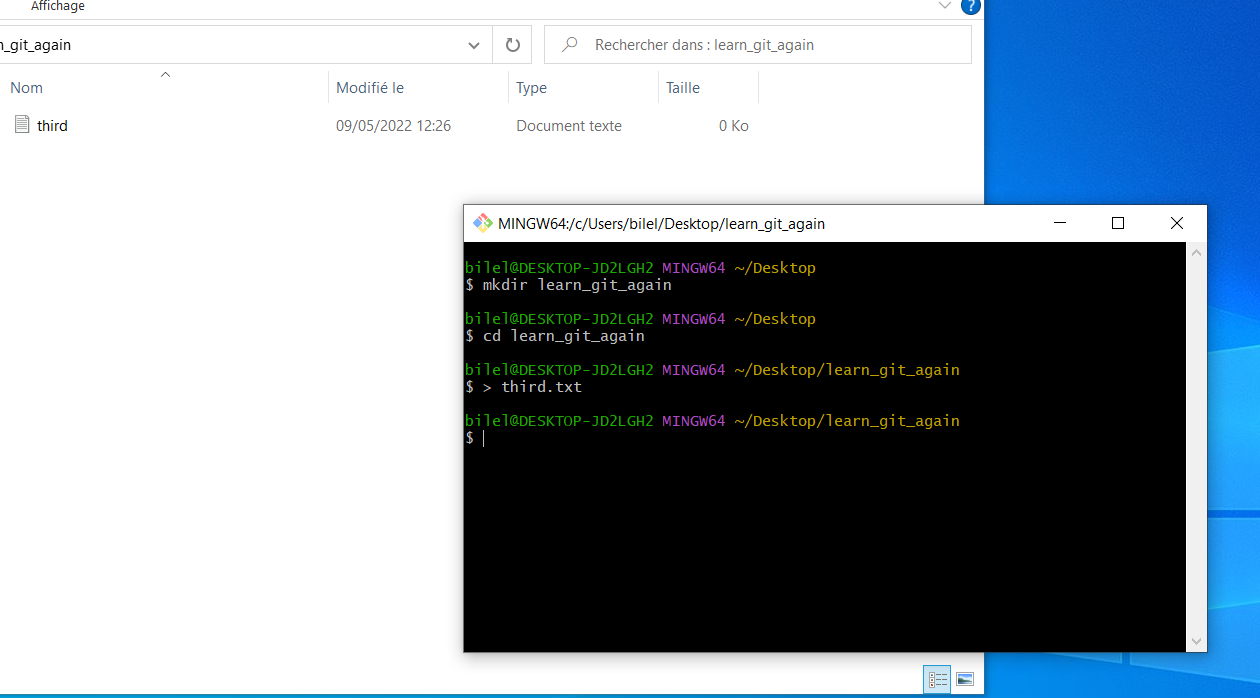 Affichage
?
n_git_again
Rechercher dans : learn_git_again
Nom Modifié le Type Taille
third 09/05/2022 12:26 Document texte 0 Ko
MINGW64:/c/Users/bilel/Desktop/learn_git_again
bilel@DESKTOP-JD2LGH2 MINGW64 ~/Desktop
$ mkdir learn_git_again
bilel@DESKTOP-JD2LGH2 MINGW64 ~/Desktop
$ cd learn_git_again
bilel@DESKTOP-JD2LGH2 MINGW64 ~/Desktop/learn_git_again
$ > third.txt
bilel@DESKTOP-JD2LGH2 MINGW64 ~/Desktop/learn_git_again
$